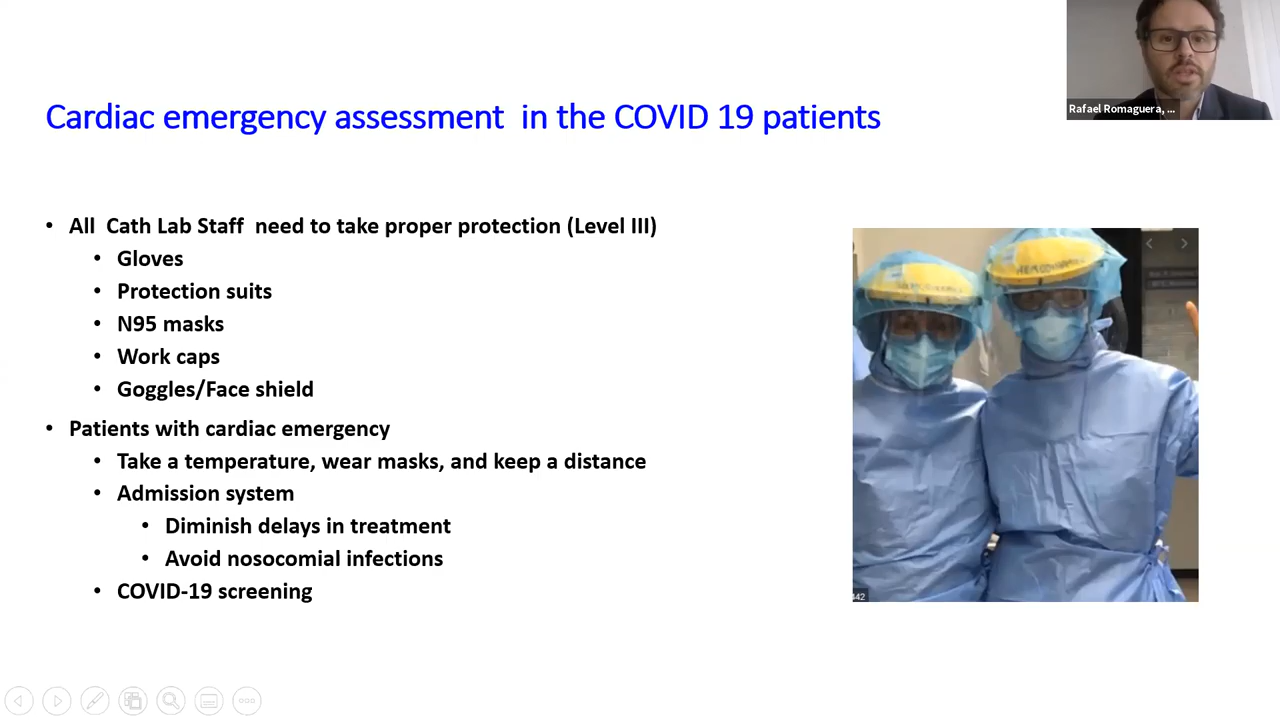 Rafael Romaguera, ...
Cardiac emergency assessment in the COVID 19 patients
• All Cath Lab Staff need to take proper protection (Level III)
• Gloves
• Protection suits
• N95 masks
• Work caps
• Goggles/Face shield
• Patients with cardiac emergency
• Take a temperature, wear masks, and keep a distance
• Admission system
• Diminish delays in treatment
• Avoid nosocomial infections
• COVID-19 screening